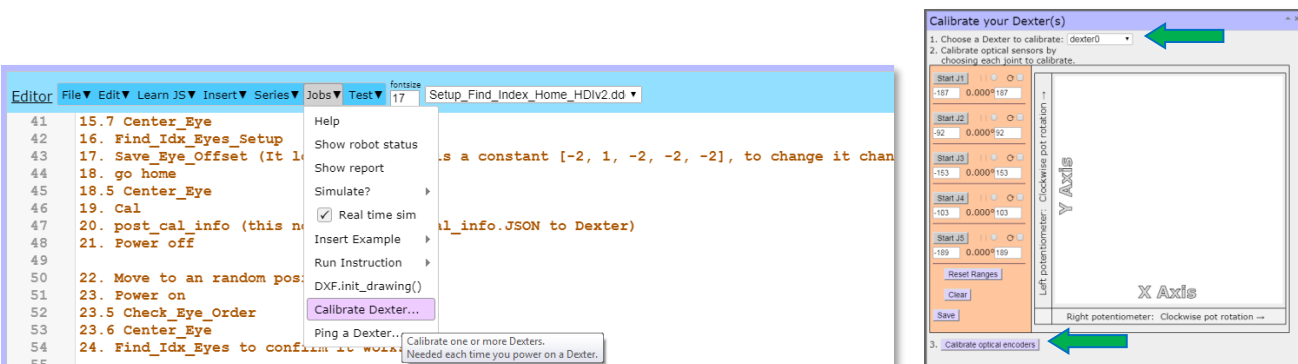 Editor File▼ Edit▼ Learn JS▼ Insert▼ Series▼ Jobs▼ Test▼ fontsize 17 Setup_Find_Index_Home_HDIv2.dd
41 15.7 Center_Eye
42 16. Find_Idx_Eyes_Setup
43 17. Save_Eye_Offset (It l s a constant [-2, 1, -2, -2, -2], to change it chan
44 18. go home
45 18.5 Center_Eye
46 19. Cal
47 20. post_cal_info (this n al_info.JSON to Dexter)
48 21. Power off
49
50 22. Move to an random pos
51 23. Power on
52 23.5 Check_Eye_Order
53 23.6 Center_Eye
54 24. Find_Idx_Eyes to confirm it works
55
Help
Show robot status
Show report
Simulate?
Real time sim
Insert Example
Run Instruction
DXF.init_drawing()
Calibrate Dexter...
Ping a Dexter...
Calibrate one or more Dexters.
Needed each time you power on a Dexter.
Calibrate your Dexter(s)
1. Choose a Dexter to calibrate: dexter0
2. Calibrate optical sensors by
choosing each joint to calibrate.
Start J1
-187 0.000º 187
Start J2
-92 0.000º 92
Start J3
-153 0.000º 153
Start J4
-103 0.000º 103
Start J5
-189 0.000º 189
Reset Ranges
Clear
Save
Left potentiometer: Clockwise pot rotation →
Y Axis
X Axis
Right potentiometer: Clockwise pot rotation →
3. Calibrate optical encoders